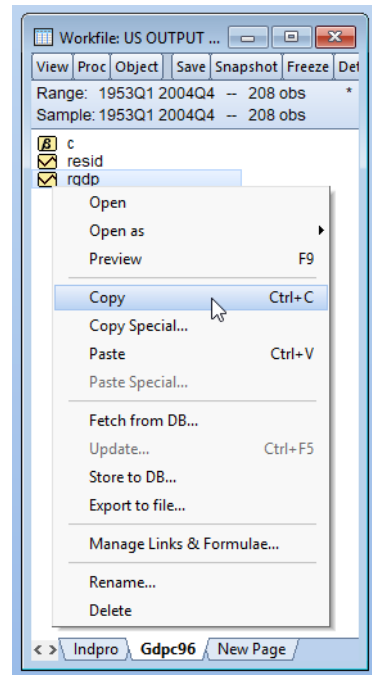 Workfile: US OUTPUT ...
View Proc Object Save Snapshot Freeze Det
Range: 1953Q1 2004Q4 -- 208 obs *
Sample: 1953Q1 2004Q4 -- 208 obs
β c
resid
rgdp
Open
Open as
Preview F9
Copy Ctrl+C
Copy Special...
Paste Ctrl+V
Paste Special...
Fetch from DB...
Update... Ctrl+F5
Store to DB...
Export to file...
Manage Links & Formulae...
Rename...
Delete
< > Indpro Gdpc96 New Page